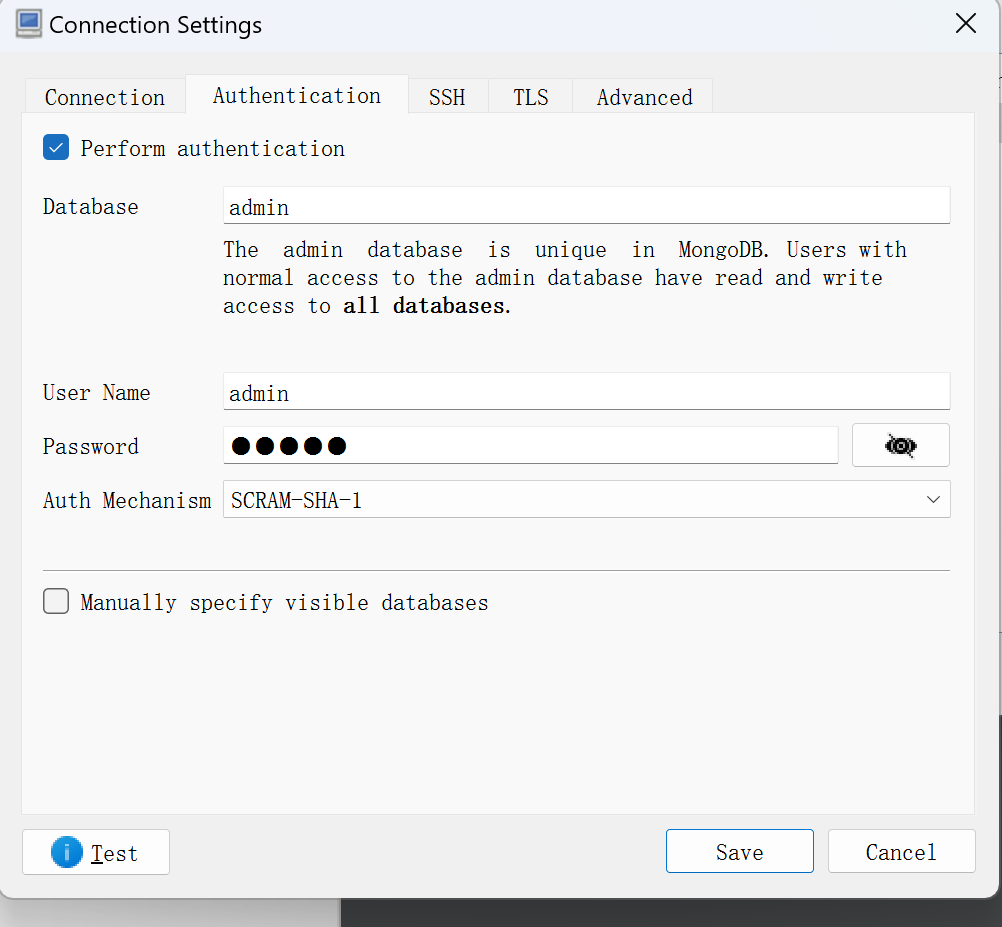 Connection Settings
Connection Authentication SSH TLS Advanced
Perform authentication
Database admin
The admin database is unique in MongoDB. Users with
normal access to the admin database have read and write
access to all databases.
User Name admin
Password ●●●●●
Auth Mechanism SCRAM-SHA-1
Manually specify visible databases
Test Save Cancel